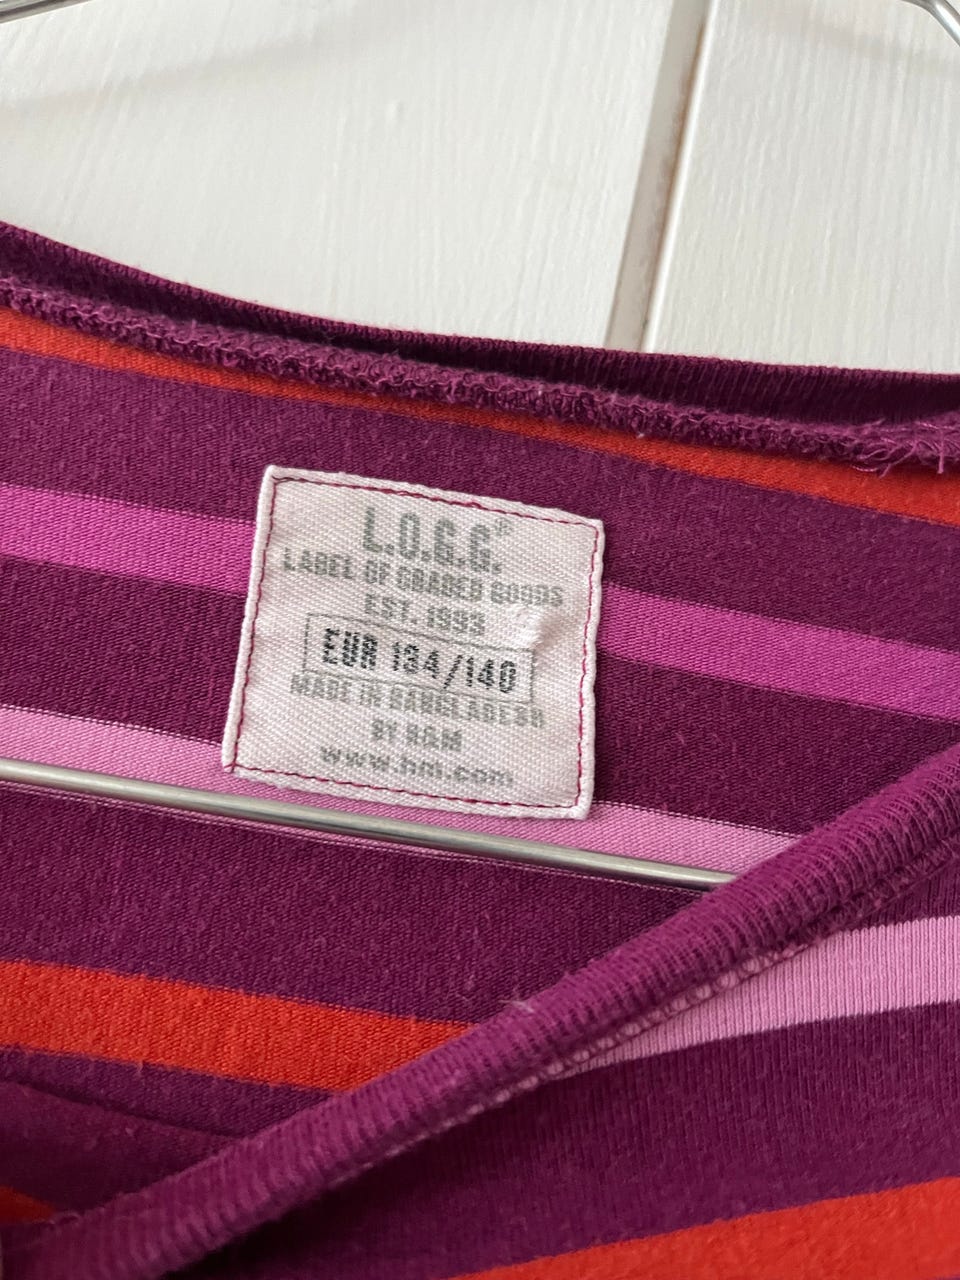 L.O.G.G.®
LABEL OF GRADED GOODS
EST. 1993
EUR 134/140
MADE IN BANGLADESH
BY H&M
www.hm.com